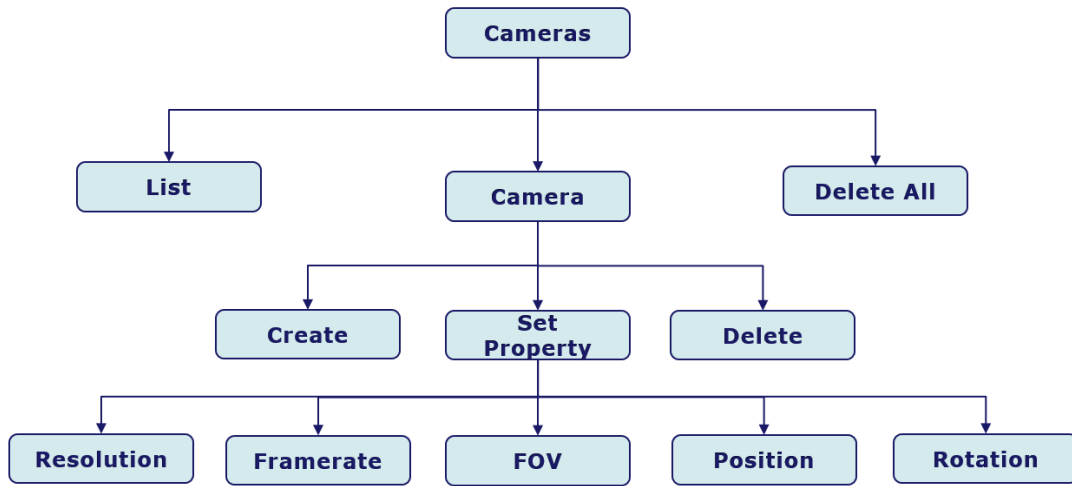 Cameras
List
Camera
Delete All
Create
Set
Property
Delete
Resolution
Framerate
FOV
Position
Rotation